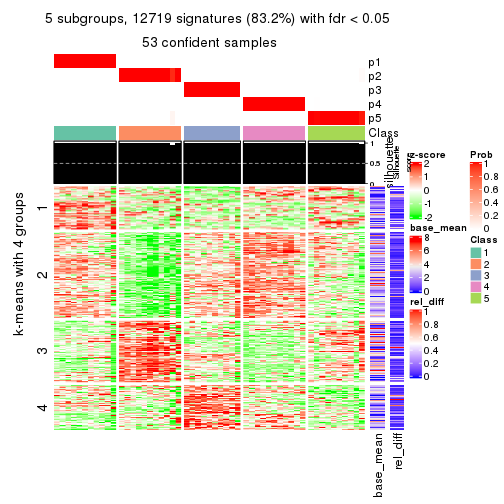 5 subgroups, 12719 signatures (83.2%) with fdr < 0.05
53 confident samples
p1
p2
p3
p4
p5
Class
1
0.5
0
silhouette
Silhouette
score
k-means with 4 groups
1
2
3
4
base_mean
rel_diff
z-score
2
1
0
-1
-2
base_mean
8
6
4
2
0
rel_diff
1
0.8
0.6
0.4
0.2
0
Prob
1
0.8
0.6
0.4
0.2
0
Class
1
2
3
4
5